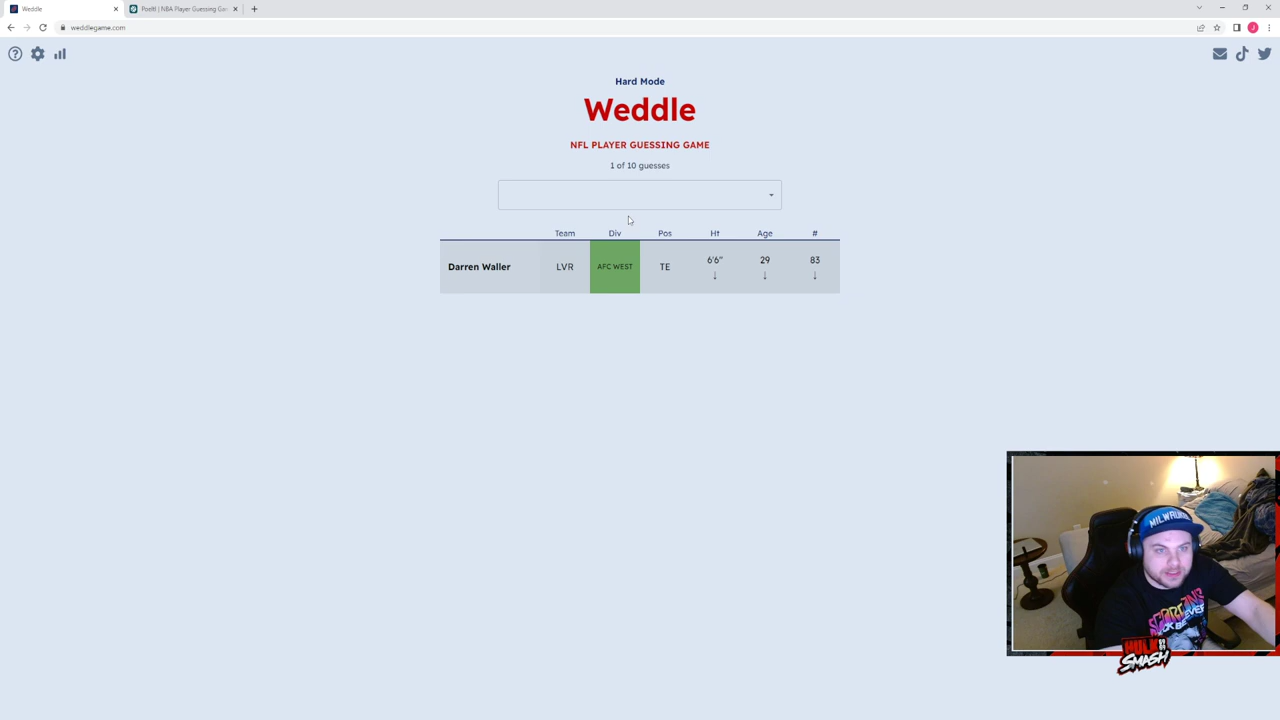 Weddle
Poeltl | NBA Player Guessing Ga
weddlegame.com
J
Hard Mode
Weddle
NFL PLAYER GUESSING GAME
1 of 10 guesses
Team Div Pos Ht Age #
Darren Waller LVR AFC WEST TE 6'6" 29 83
↓ ↓ ↓
MILWAUKEE
HULK
SMASH